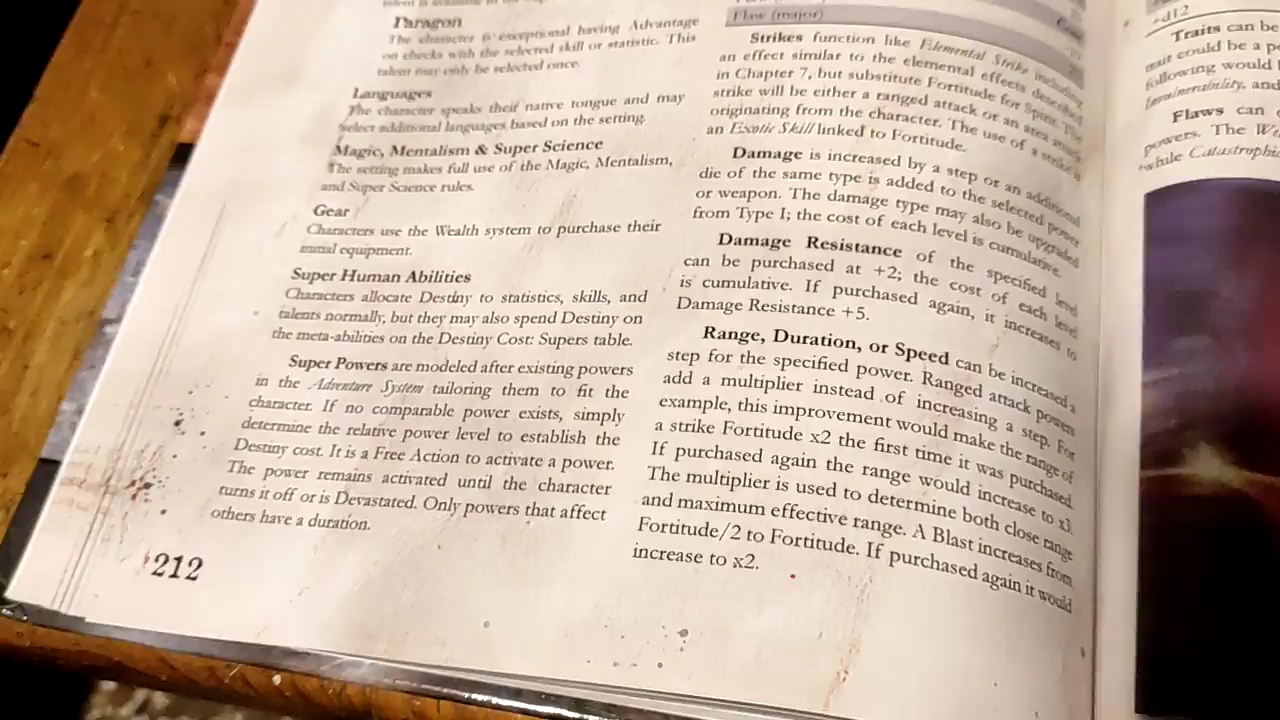 Paragon
The character is exceptional having Advantage
on checks with the selected skill or statistic. This
talent may only be selected once.
Languages
The character speaks their native tongue and may
select additional languages based on the setting.
Magic, Mentalism & Super Science
The setting makes full use of the Magic, Mentalism,
and Super Science rules.
Gear
Characters use the Wealth system to purchase their
initial equipment.
Super Human Abilities
Characters allocate Destiny to statistics, skills, and
talents normally, but they may also spend Destiny on
the meta-abilities on the Destiny Cost: Supers table.
Super Powers are modeled after existing powers
in the Adventure System tailoring them to fit the
character. If no comparable power exists, simply
determine the relative power level to establish the
Destiny cost. It is a Free Action to activate a power.
The power remains activated until the character
turns it off or is Devastated. Only powers that affect
others have a duration.
212
Flaw (major)
Strikes function like Elemental Strike including
an effect similar to the elemental effects described
in Chapter 7, but substitute Fortitude for Spirit. The
strike will be either a ranged attack or an area attack
originating from the character. The use of a strike is
an Exotic Skill linked to Fortitude.
Damage is increased by a step or an additional
die of the same type is added to the selected power
or weapon. The damage type may also be upgraded
from Type I; the cost of each level is cumulative.
Damage Resistance of the specified level
can be purchased at +2; the cost of each level
is cumulative. If purchased again, it increases to
Damage Resistance +5.
Range, Duration, or Speed can be increased a
step for the specified power. Ranged attack powers
add a multiplier instead of increasing a step. For
example, this improvement would make the range of
a strike Fortitude x2 the first time it was purchased.
If purchased again the range would increase to x3.
The multiplier is used to determine both close range
and maximum effective range. A Blast increases from
Fortitude/2 to Fortitude. If purchased again it would
increase to x2.
+d12
Traits can be
trait could be a
following would
Invulnerability, and
Flaws can
powers. The
while Catastrophic